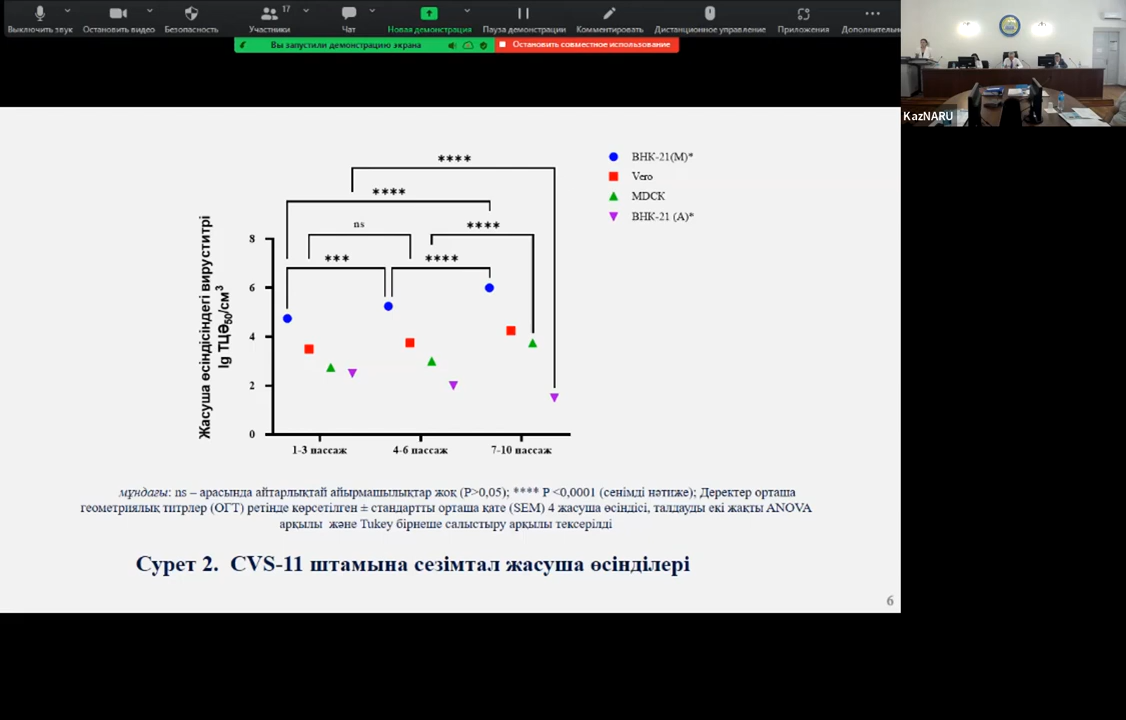 Выключить звук
Остановить видео
Безопасность
17
Участники
Чат
Новая демонстрация
Пауза демонстрации
Комментировать
Дистанционное управление
Приложения
Дополнительн
Вы запустили демонстрацию экрана
Остановить совместное использование
KazNARU
****
****
ns
****
***
****
ВНК-21(М)*
Vero
MDCK
ВНК-21 (А)*
Жасуша өсіндісіндегі вируститрі
lg ТЦӘ50/см3
8
6
4
2
0
1-3 пассаж
4-6 пассаж
7-10 пассаж
мұндағы: ns – арасында айтарлықтай айырмашылықтар жоқ (P>0,05); **** P <0,0001 (сенімді нәтиже); Деректер орташа
геометриялық титрлер (ОГТ) ретінде көрсетілген ± стандартты орташа қате (SEM) 4 жасуша өсіндісі, талдауды екі жақты ANOVA
арқылы және Tukey бірнеше салыстыру арқылы тексерілді
Сурет 2. CVS-11 штамына сезімтал жасуша өсінділері
6